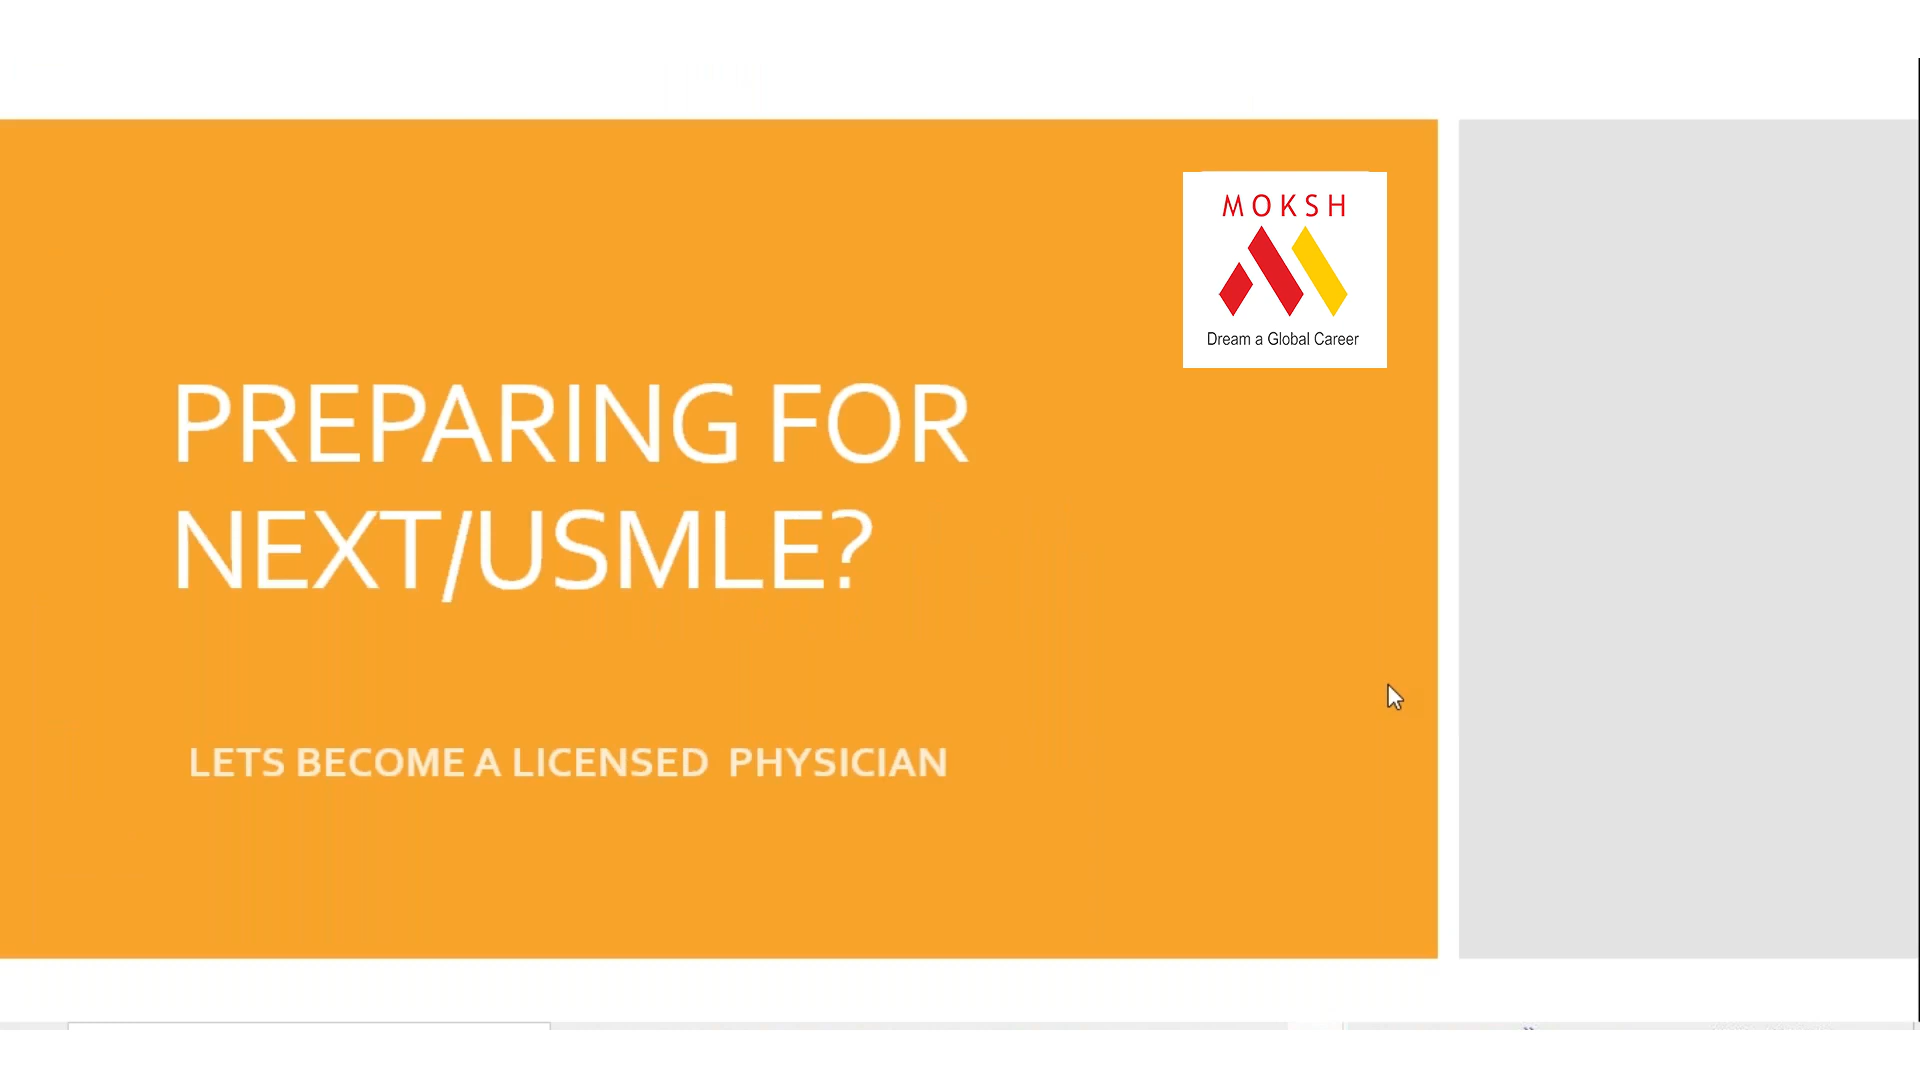 MOKSH
Dream a Global Career
PREPARING FOR
NEXT/USMLE?
LETS BECOME A LICENSED PHYSICIAN